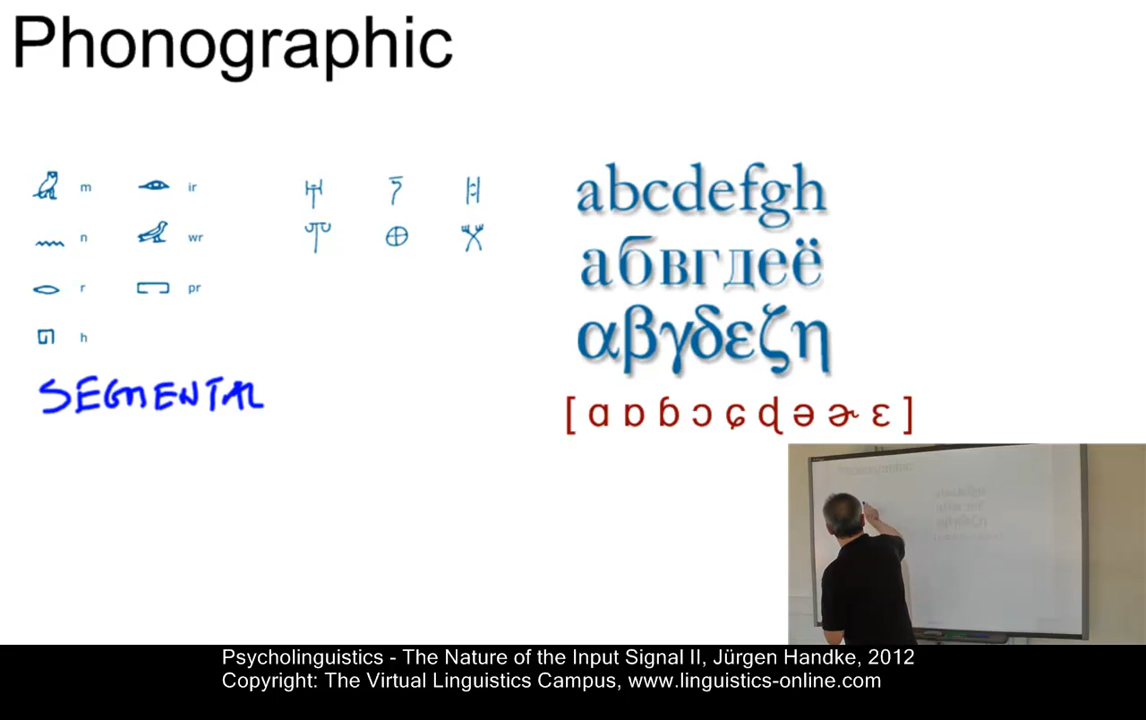 Phonographic
m ir
n wr
r pr
h
SEGMENTAL
abcdefgh
абвгдеё
αβγδεζη
[ ɑ ɒ ɓ ɔ ɕ ɖ ə ɚ ɛ ]
Psycholinguistics - The Nature of the Input Signal II, Jürgen Handke, 2012
Copyright: The Virtual Linguistics Campus, www.linguistics-online.com